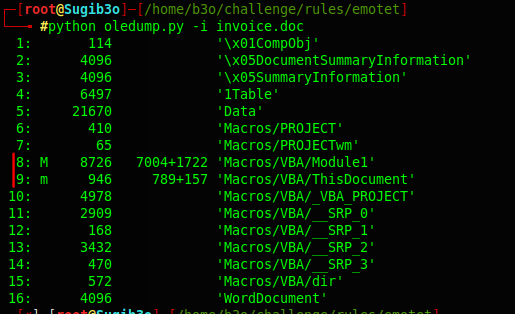 ┌─[root@Sugib3o]─[/home/b3o/challenge/rules/emotet]
└──╼ #python oledump.py -i invoice.doc
  1:       114              '\x01CompObj'
  2:      4096              '\x05DocumentSummaryInformation'
  3:      4096              '\x05SummaryInformation'
  4:      6497              '1Table'
  5:     21670              'Data'
  6:       410              'Macros/PROJECT'
  7:        65              'Macros/PROJECTwm'
  8: M    8726   7004+1722 'Macros/VBA/Module1'
  9: m     946     789+157 'Macros/VBA/ThisDocument'
 10:      4978              'Macros/VBA/_VBA_PROJECT'
 11:      2909              'Macros/VBA/__SRP_0'
 12:       168              'Macros/VBA/__SRP_1'
 13:      3432              'Macros/VBA/__SRP_2'
 14:       470              'Macros/VBA/__SRP_3'
 15:       572              'Macros/VBA/dir'
 16:      4096              'WordDocument'